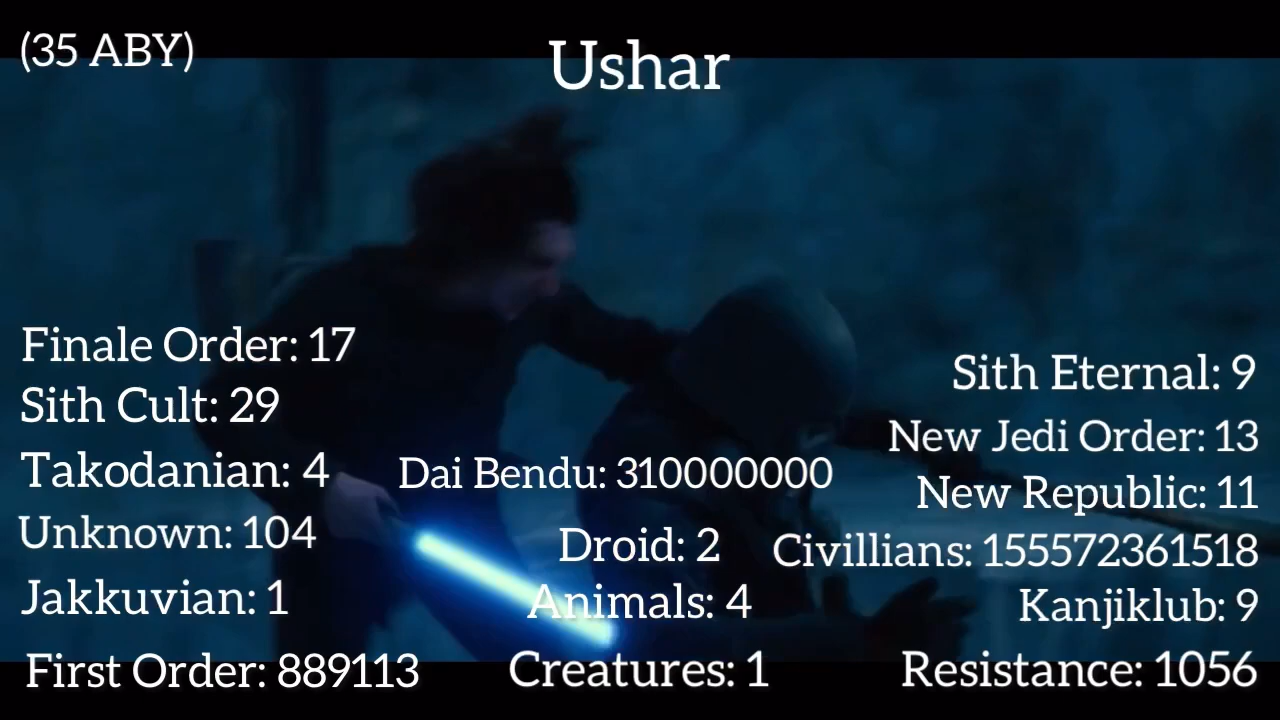 (35 ABY)
Ushar
Finale Order: 17
Sith Cult: 29
Takodanian: 4
Unknown: 104
Jakkuvian: 1
First Order: 889113
Dai Bendu: 310000000
Droid: 2
Animals: 4
Creatures: 1
Sith Eternal: 9
New Jedi Order: 13
New Republic: 11
Civillians: 155572361518
Kanjiklub: 9
Resistance: 1056